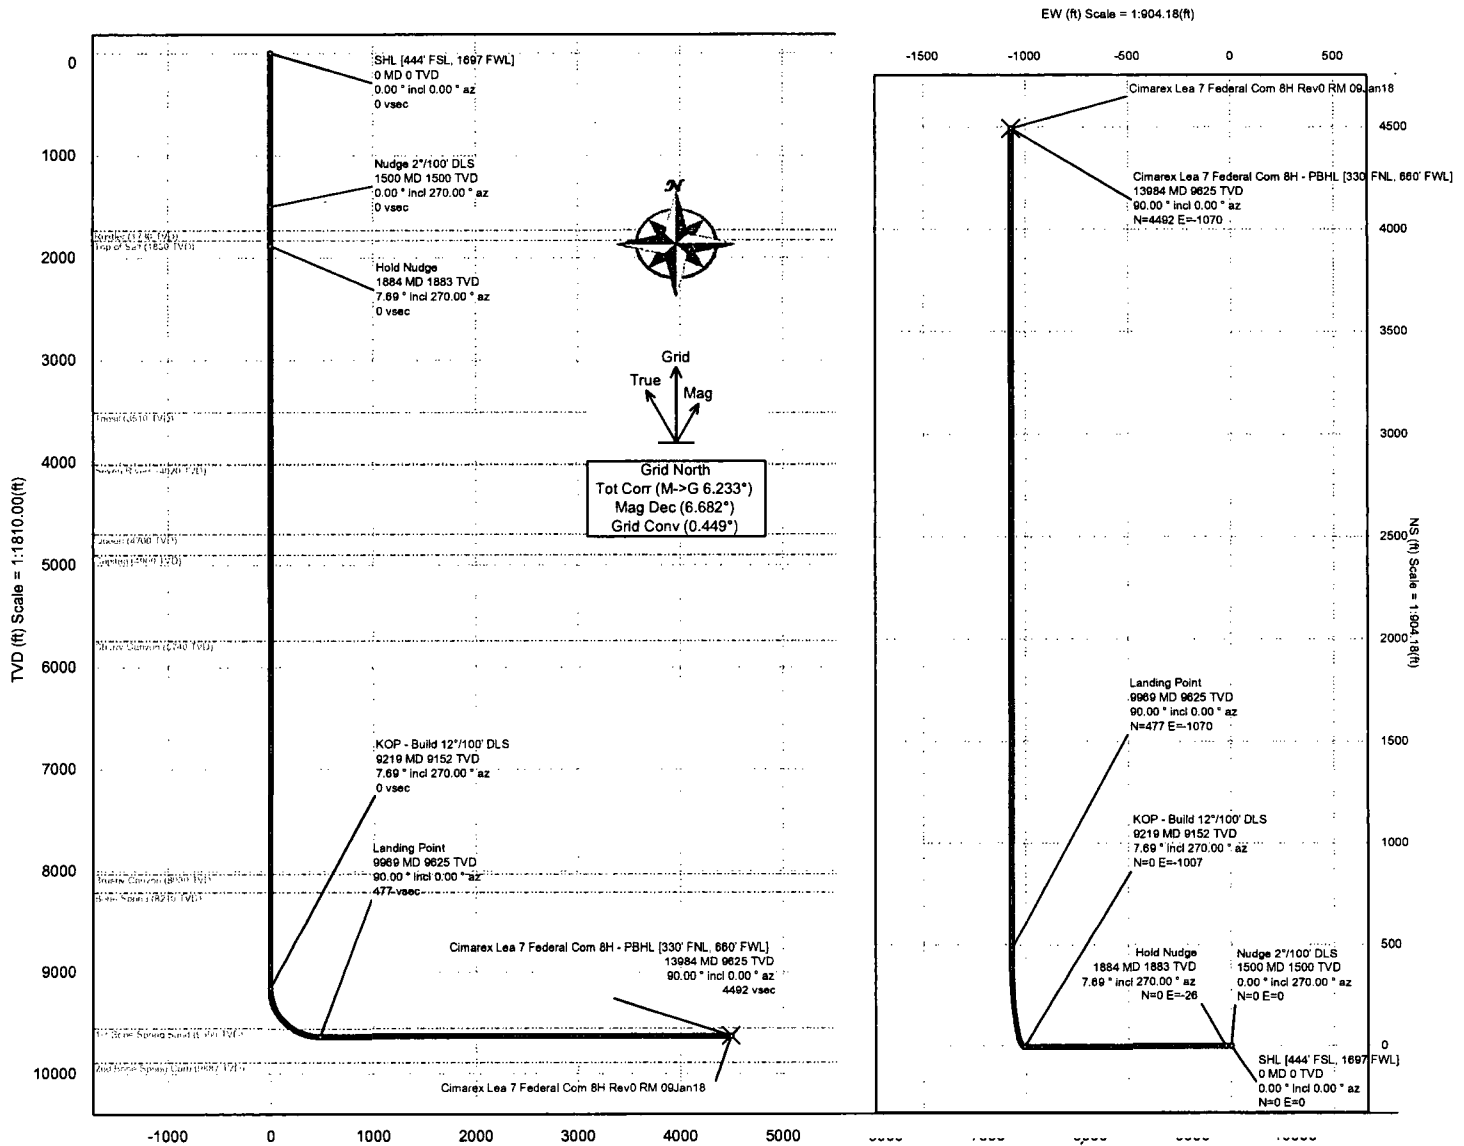 EW (ft) Scale = 1:904.18(ft)
-1500 -1000 -500 0 500
0
1000
2000
3000
4000
5000
6000
7000
8000
9000
10000
TVD (ft) Scale = 1:1810.00(ft)
SHL [444' FSL, 1697 FWL]
0 MD 0 TVD
0.00 ° incl 0.00 ° az
0 vsec
Nudge 2°/100' DLS
1500 MD 1500 TVD
0.00 ° incl 270.00 ° az
0 vsec
Top of Salt
Hold Nudge
1884 MD 1883 TVD
7.69 ° incl 270.00 ° az
0 vsec
N
Grid
True
Mag
Grid North
Tot Corr (M->G 6.233°)
Mag Dec (6.682°)
Grid Conv (0.449°)
KOP - Build 12°/100' DLS
9219 MD 9152 TVD
7.69 ° incl 270.00 ° az
0 vsec
Landing Point
9969 MD 9625 TVD
90.00 ° incl 0.00 ° az
477 vsec
Bone Spring (8210 TVD)
Cimarex Lea 7 Federal Com 8H - PBHL [330' FNL, 660' FWL]
13984 MD 9625 TVD
90.00 ° incl 0.00 ° az
4492 vsec
Cimarex Lea 7 Federal Com 8H Rev0 RM 09Jan18
-1000 0 1000 2000 3000 4000 5000
Cimarex Lea 7 Federal Com 8H Rev0 RM 09Jan18
Cimarex Lea 7 Federal Com 8H - PBHL [330' FNL, 660' FWL]
13984 MD 9625 TVD
90.00 ° incl 0.00 ° az
N=4492 E=-1070
4500
4000
3500
3000
2500
2000
1500
1000
500
0
NS (ft) Scale = 1:904.18(ft)
Landing Point
9969 MD 9625 TVD
90.00 ° incl 0.00 ° az
N=477 E=-1070
KOP - Build 12°/100' DLS
9219 MD 9152 TVD
7.69 ° incl 270.00 ° az
N=0 E=-1007
Hold Nudge
1884 MD 1883 TVD
7.69 ° incl 270.00 ° az
N=0 E=-26
Nudge 2°/100' DLS
1500 MD 1500 TVD
0.00 ° incl 270.00 ° az
N=0 E=0
SHL [444' FSL, 1697 FWL]
0 MD 0 TVD
0.00 ° incl 0.00 ° az
N=0 E=0